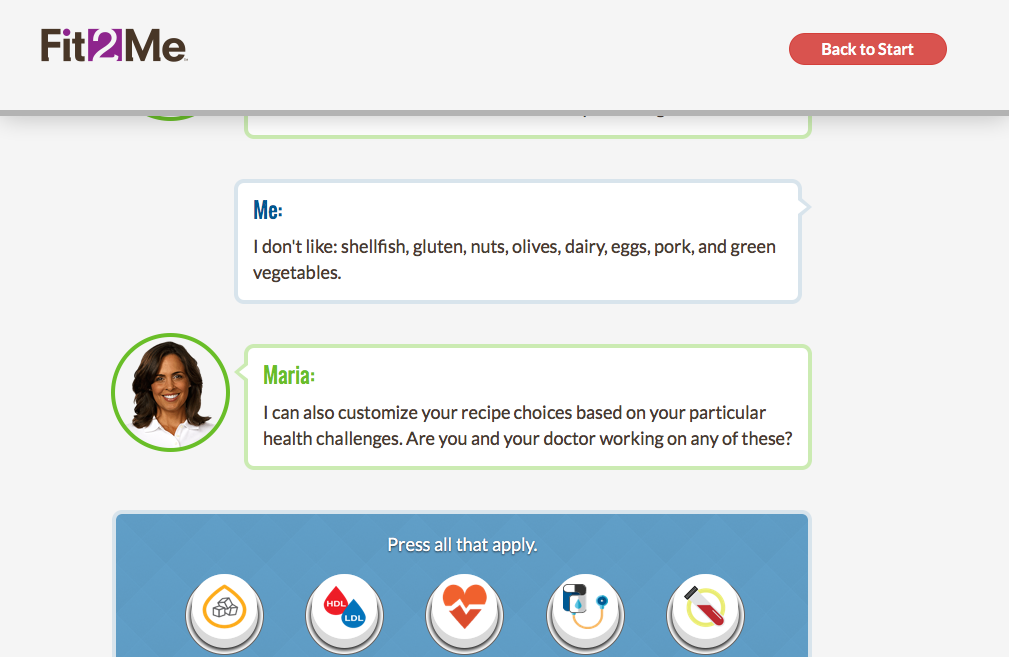 Fit2Me
Back to Start
Me:
I don't like: shellfish, gluten, nuts, olives, dairy, eggs, pork, and green
vegetables.
Maria:
I can also customize your recipe choices based on your particular
health challenges. Are you and your doctor working on any of these?
Press all that apply.
HDL
LDL